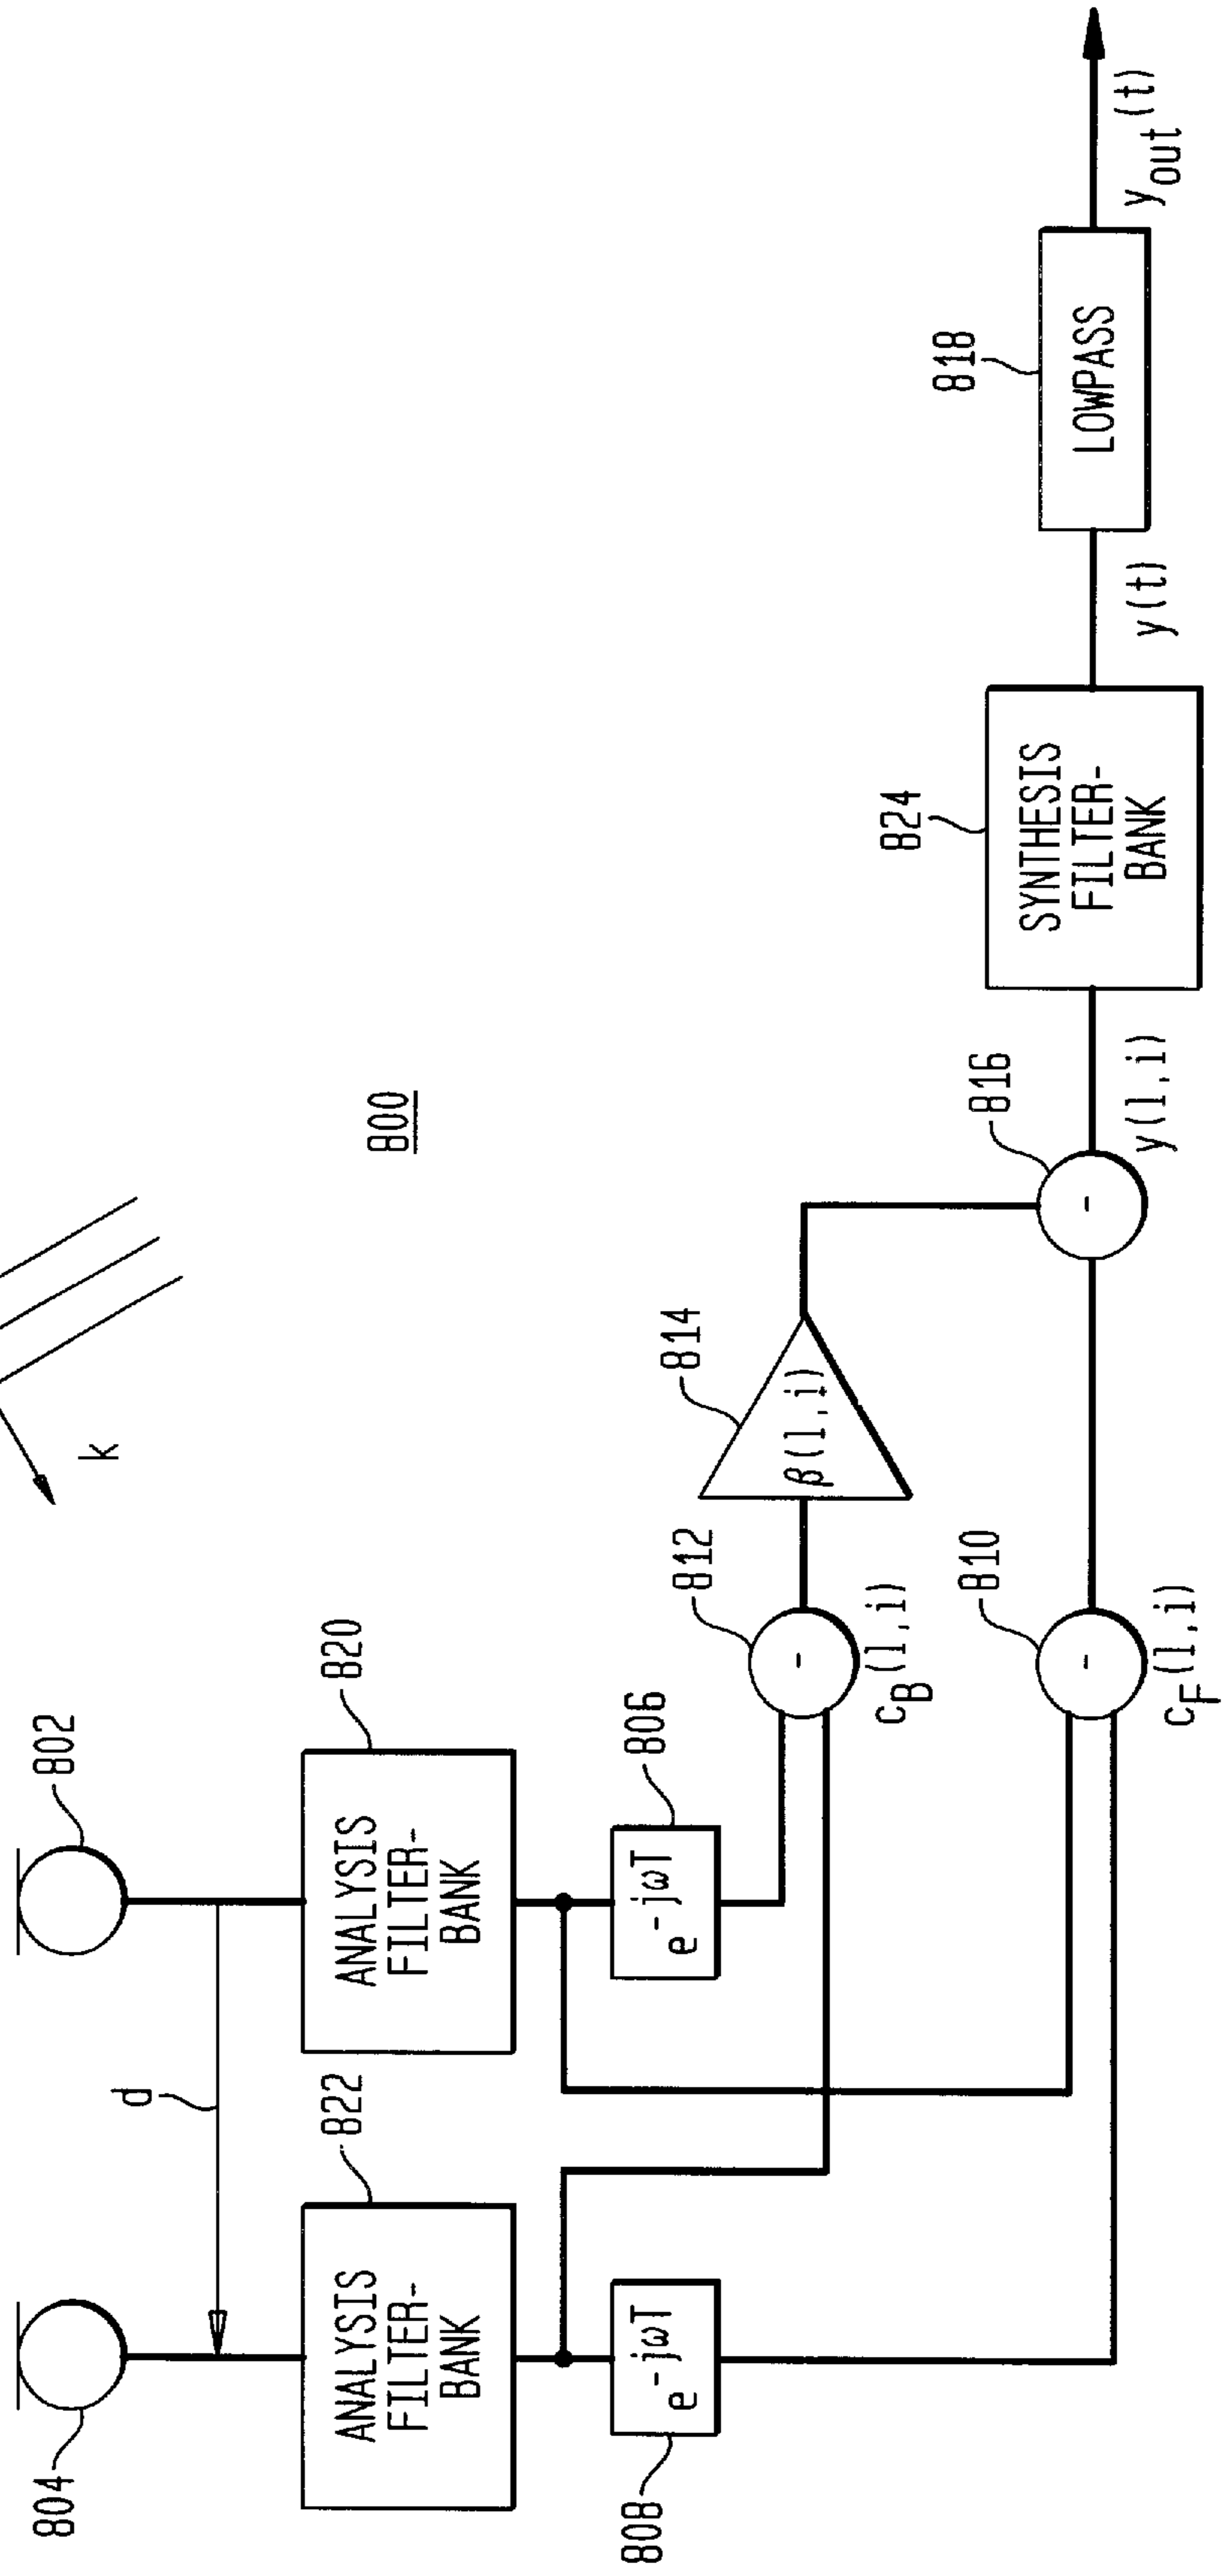 k
800
802
804
d
820
ANALYSIS
FILTER-
BANK
822
ANALYSIS
FILTER-
BANK
806
e^-jωT
808
e^-jωT
812
c_B(l,i)
810
c_F(l,i)
814
β(l,i)
816
y(l,i)
824
SYNTHESIS
FILTER-
BANK
y(t)
818
LOWPASS
y_out(t)
-
-
-